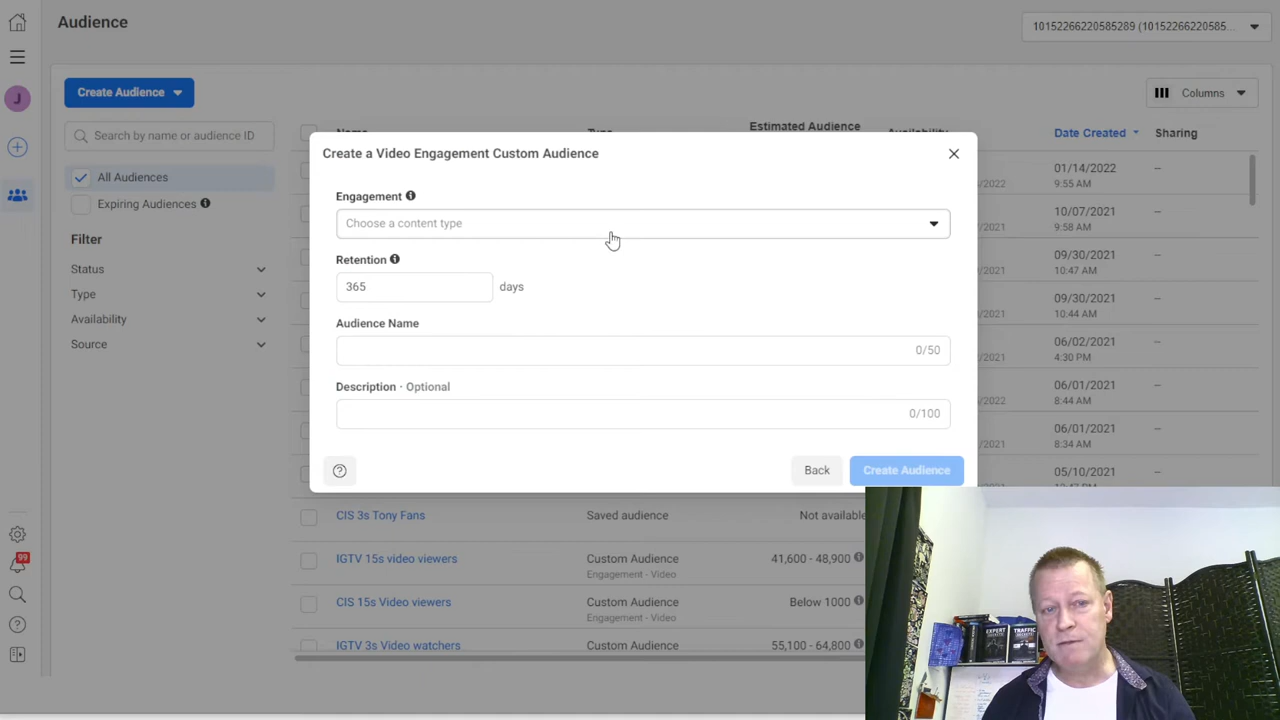 Audience
10152266220585289 (10152266220585...
Create Audience
Columns
Search by name or audience ID
Estimated Audience
Date Created
Sharing
All Audiences
Expiring Audiences
Filter
Status
Type
Availability
Source
Create a Video Engagement Custom Audience
Engagement
Choose a content type
Retention
365
days
Audience Name
0/50
Description · Optional
0/100
Back
Create Audience
01/14/2022
9:55 AM
--
10/07/2021
9:58 AM
--
09/30/2021
10:47 AM
--
09/30/2021
10:44 AM
--
06/02/2021
4:30 PM
--
06/01/2021
8:44 AM
--
06/01/2021
8:34 AM
--
05/10/2021
--
CIS 3s Tony Fans
Saved audience
Not available
IGTV 15s video viewers
Custom Audience
Engagement - Video
41,600 - 48,900
CIS 15s Video viewers
Custom Audience
Engagement - Video
Below 1000
IGTV 3s Video watchers
Custom Audience
55,100 - 64,800
J
99
EXPERT
TRAFFIC